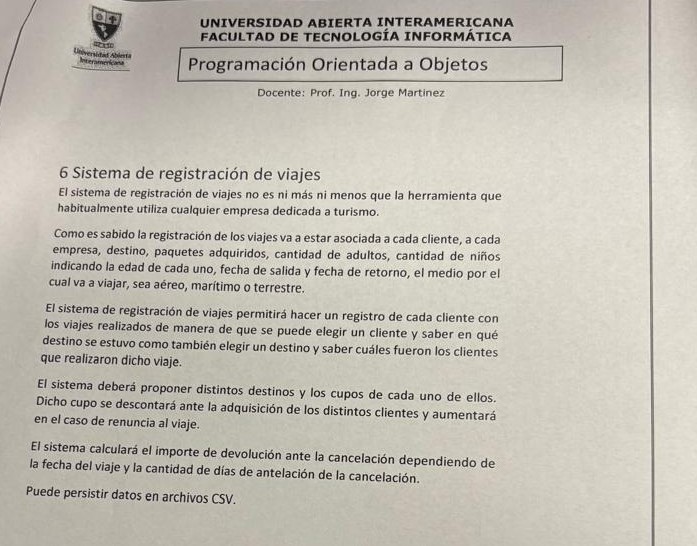 UNIVERSIDAD ABIERTA INTERAMERICANA
FACULTAD DE TECNOLOGÍA INFORMÁTICA
Universidad Abierta
Interamericana
Programación Orientada a Objetos
Docente: Prof. Ing. Jorge Martinez
6 Sistema de registración de viajes
El sistema de registración de viajes no es ni más ni menos que la herramienta que
habitualmente utiliza cualquier empresa dedicada a turismo.
Como es sabido la registración de los viajes va a estar asociada a cada cliente, a cada
empresa, destino, paquetes adquiridos, cantidad de adultos, cantidad de niños
indicando la edad de cada uno, fecha de salida y fecha de retorno, el medio por el
cual va a viajar, sea aéreo, marítimo o terrestre.
El sistema de registración de viajes permitirá hacer un registro de cada cliente con
los viajes realizados de manera de que se puede elegir un cliente y saber en qué
destino se estuvo como también elegir un destino y saber cuáles fueron los clientes
que realizaron dicho viaje.
El sistema deberá proponer distintos destinos y los cupos de cada uno de ellos.
Dicho cupo se descontará ante la adquisición de los distintos clientes y aumentará
en el caso de renuncia al viaje.
El sistema calculará el importe de devolución ante la cancelación dependiendo de
la fecha del viaje y la cantidad de días de antelación de la cancelación.
Puede persistir datos en archivos CSV.